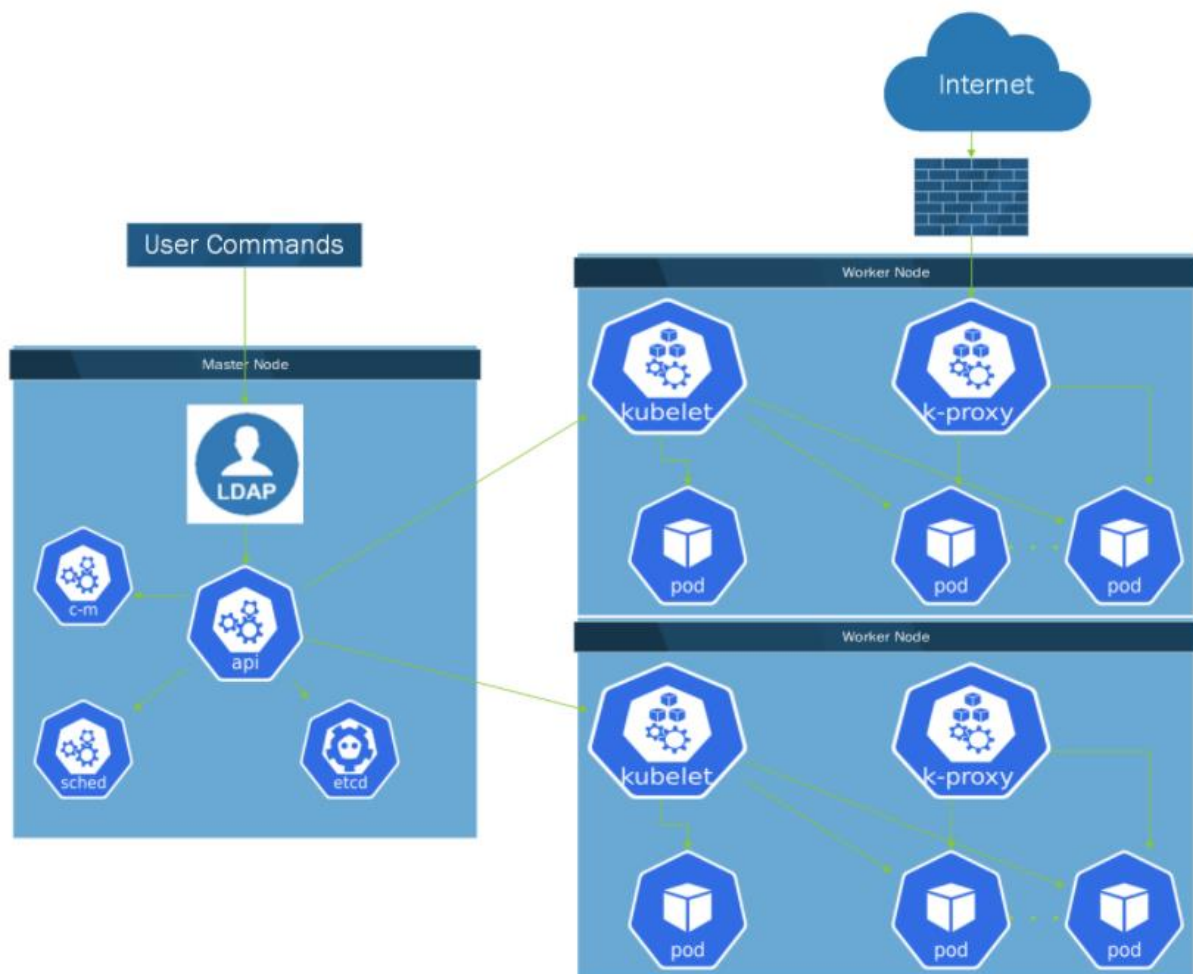 Internet
User Commands
Master Node
LDAP
c-m
api
sched
etcd
Worker Node
kubelet
k-proxy
pod
pod
pod
Worker Node
kubelet
k-proxy
pod
pod
pod